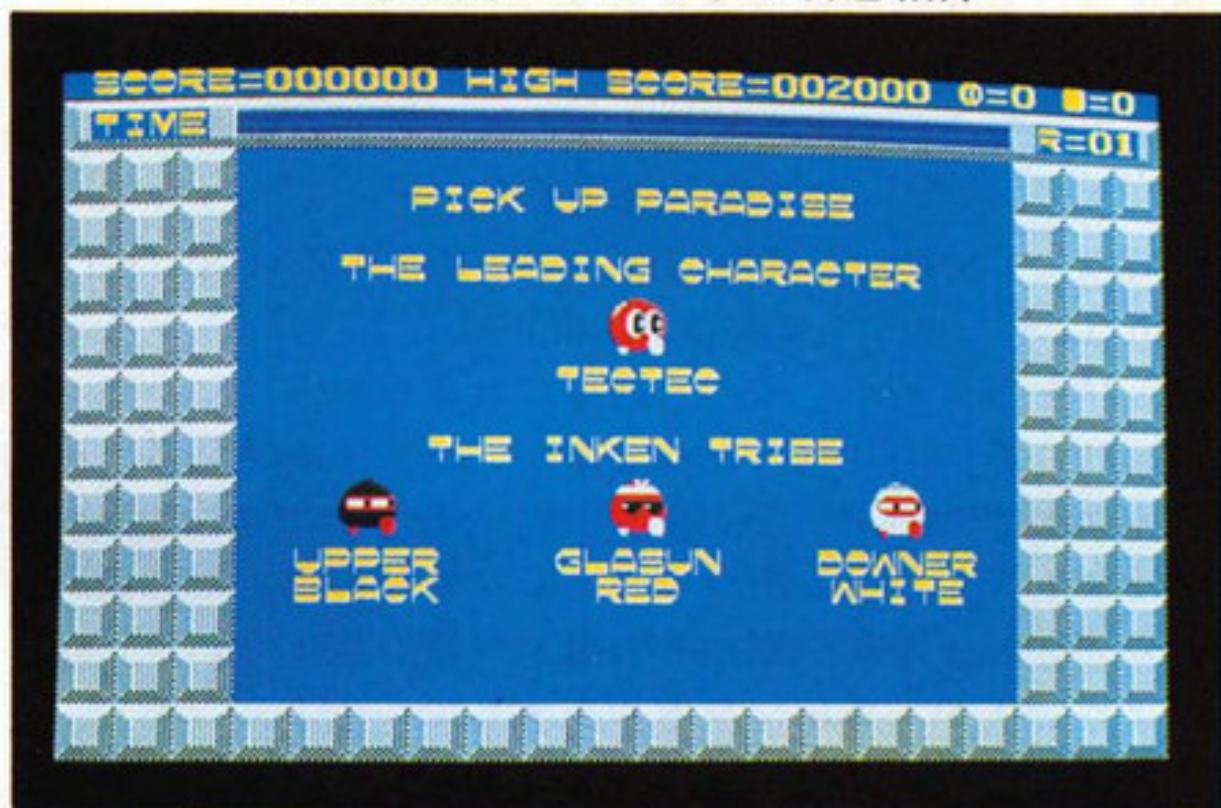 SCORE=000000 HIGH SCORE=002000 @=0 ■=0
TIME
R=01
PICK UP PARADISE
THE LEADING CHARACTER
TECTEC
THE INKEN TRIBE
UPPER BLACK
GLASUN RED
DOWNER WHITE